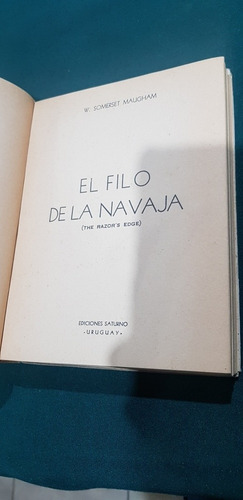 W. SOMERSET MAUGHAM
EL FILO
DE LA NAVAJA
(THE RAZOR'S EDGE)
EDICIONES SATURNO
-URUGUAY-